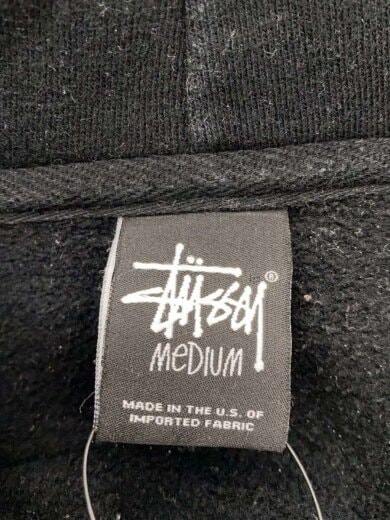 Stüssy ®
MEDIUM
MADE IN THE U.S. OF
IMPORTED FABRIC